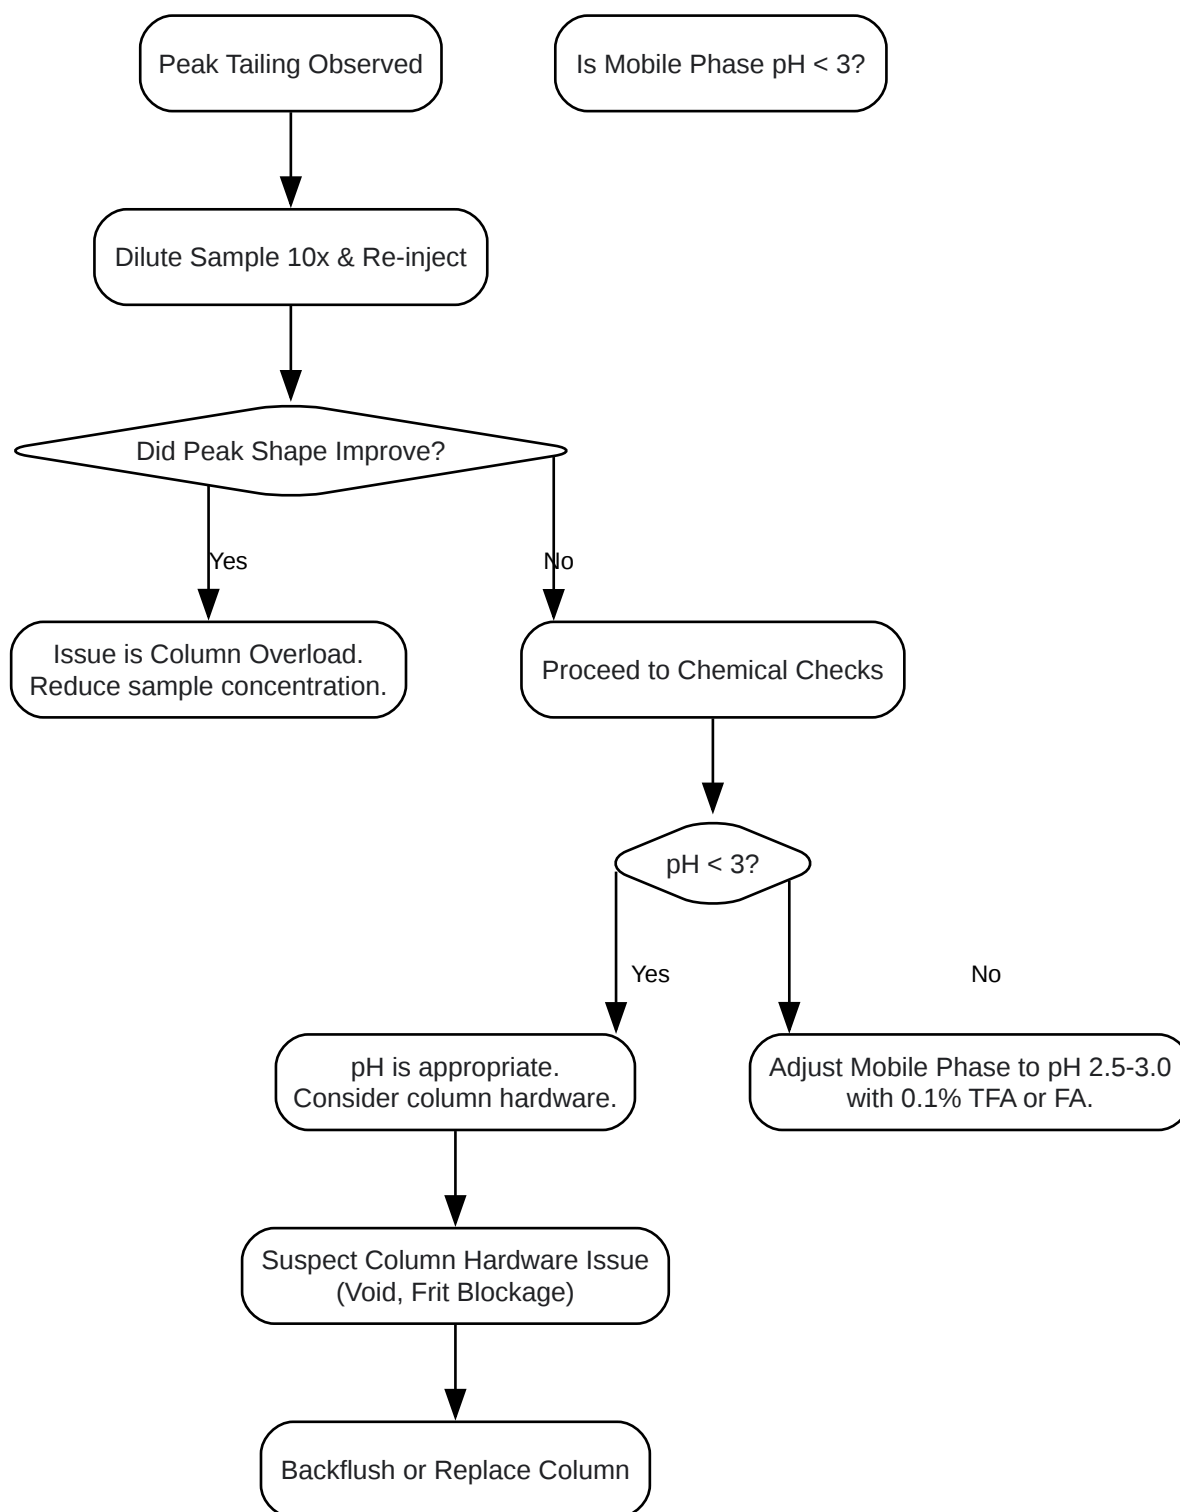 Peak Tailing Observed
Is Mobile Phase pH < 3?
Dilute Sample 10x & Re-inject
Did Peak Shape Improve?
Yes
No
Issue is Column Overload.
Reduce sample concentration.
Proceed to Chemical Checks
pH < 3?
Yes
No
pH is appropriate.
Consider column hardware.
Adjust Mobile Phase to pH 2.5-3.0
with 0.1% TFA or FA.
Suspect Column Hardware Issue
(Void, Frit Blockage)
Backflush or Replace Column